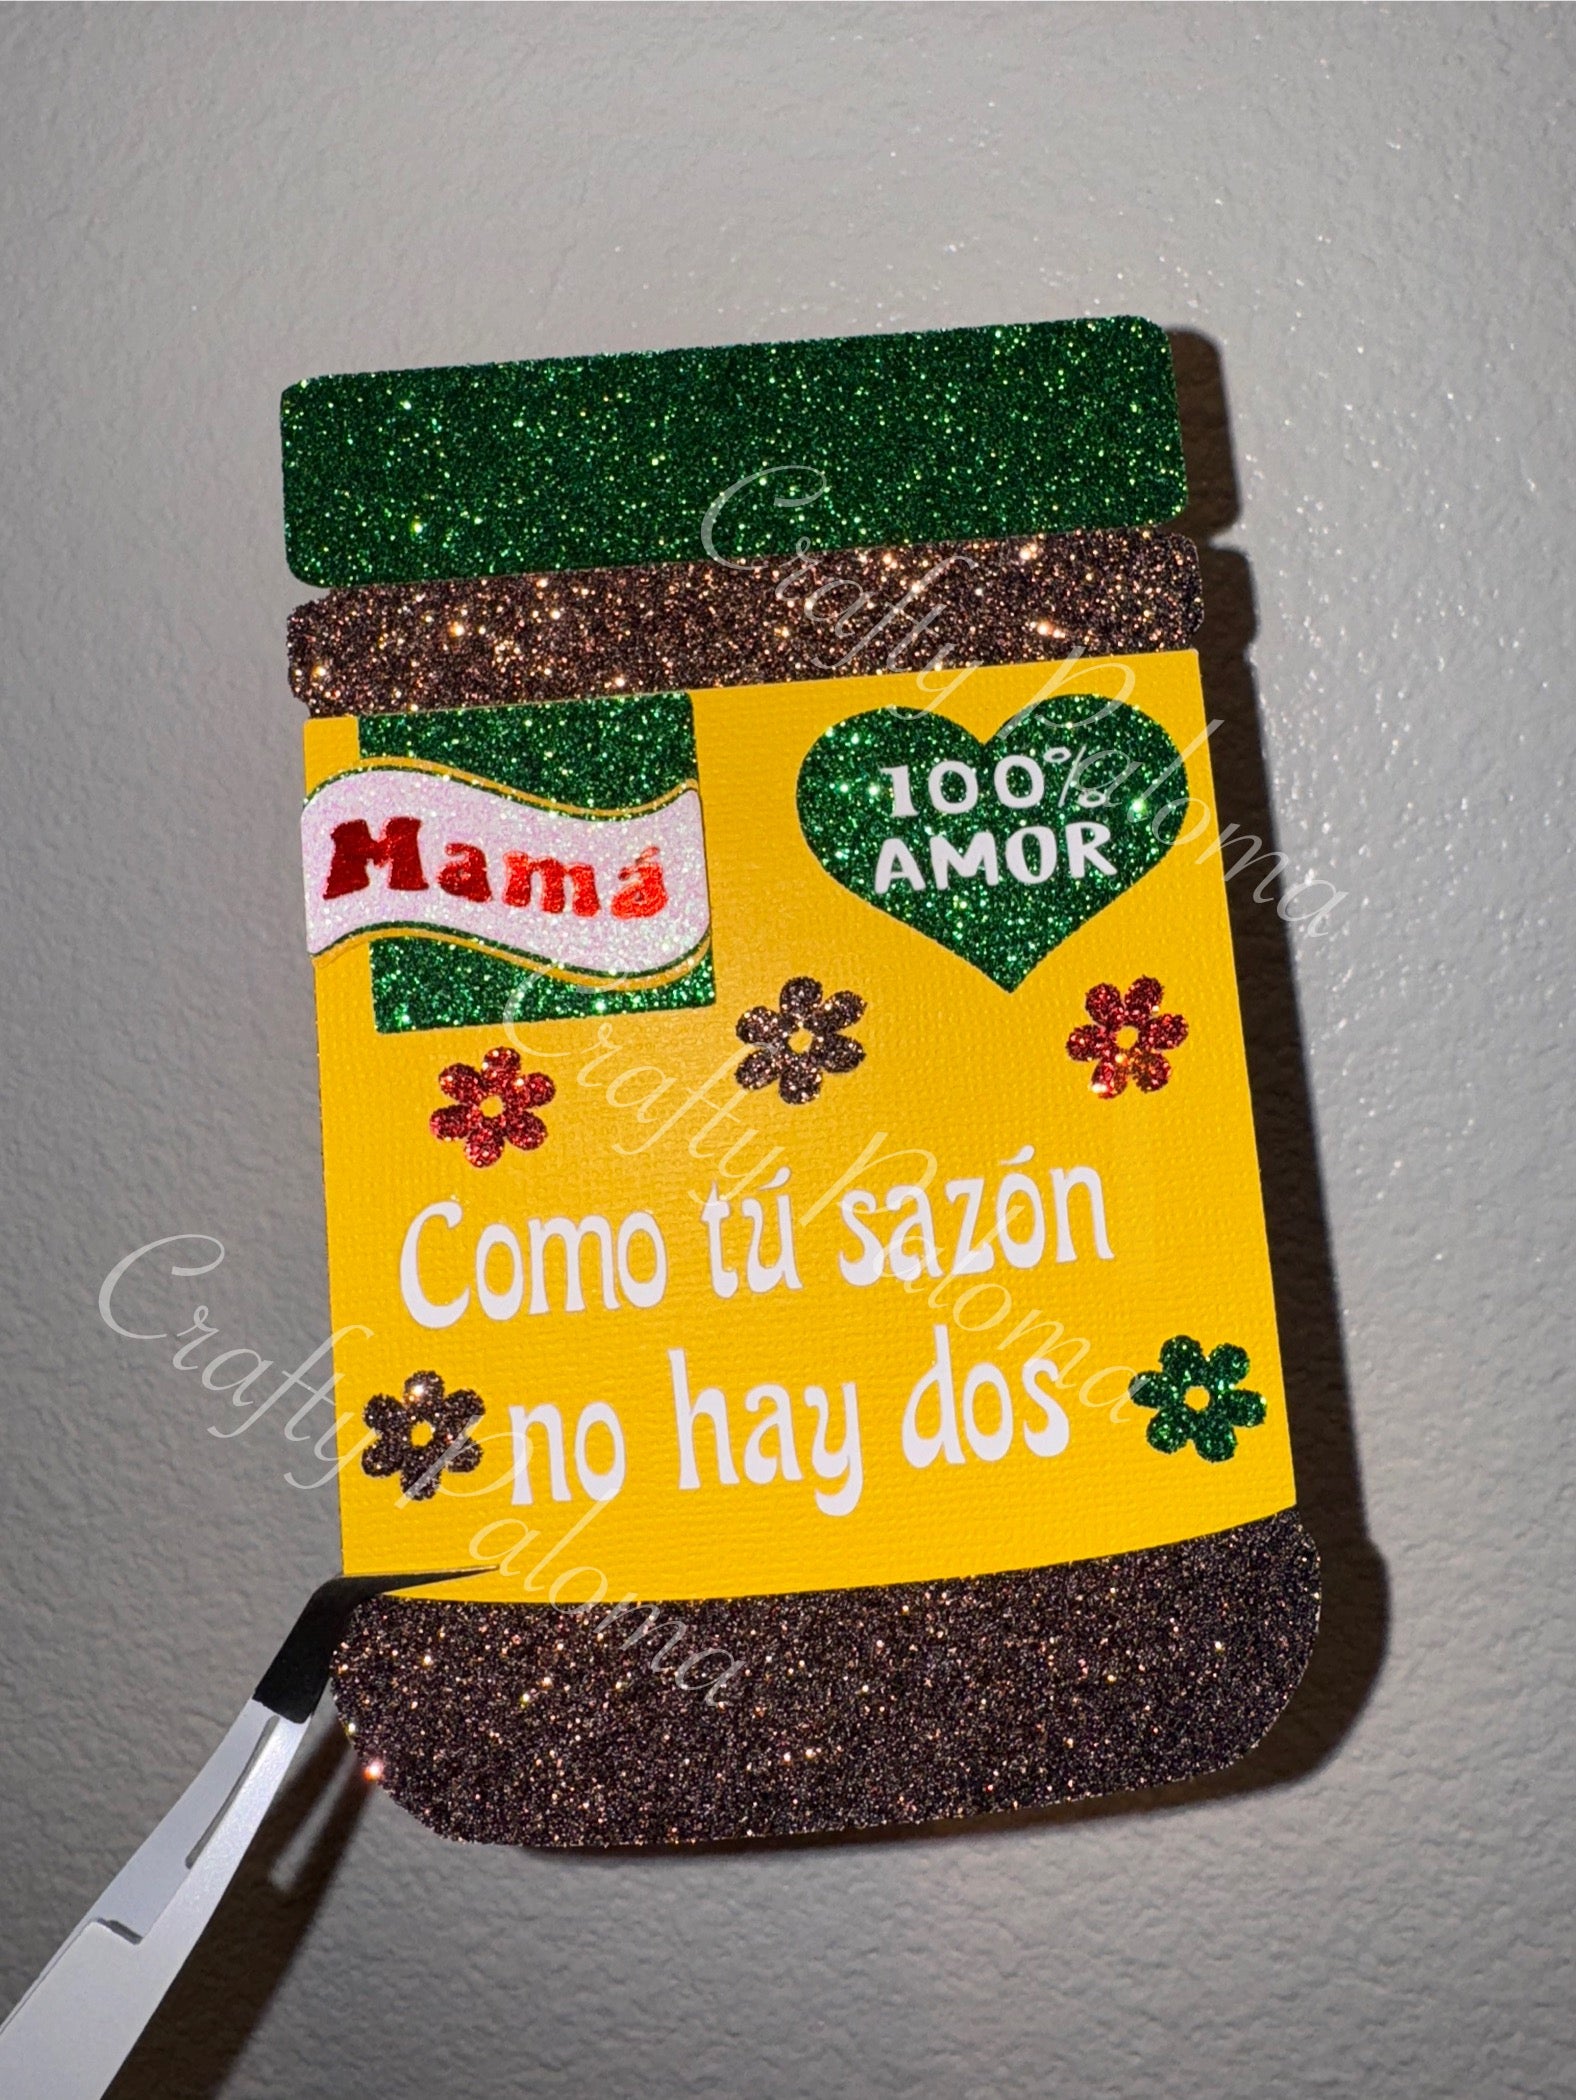 Mamá
100%
AMOR
Como tú sazón
no hay dos
Crafty Paloma
Crafty Paloma
Crafty Paloma